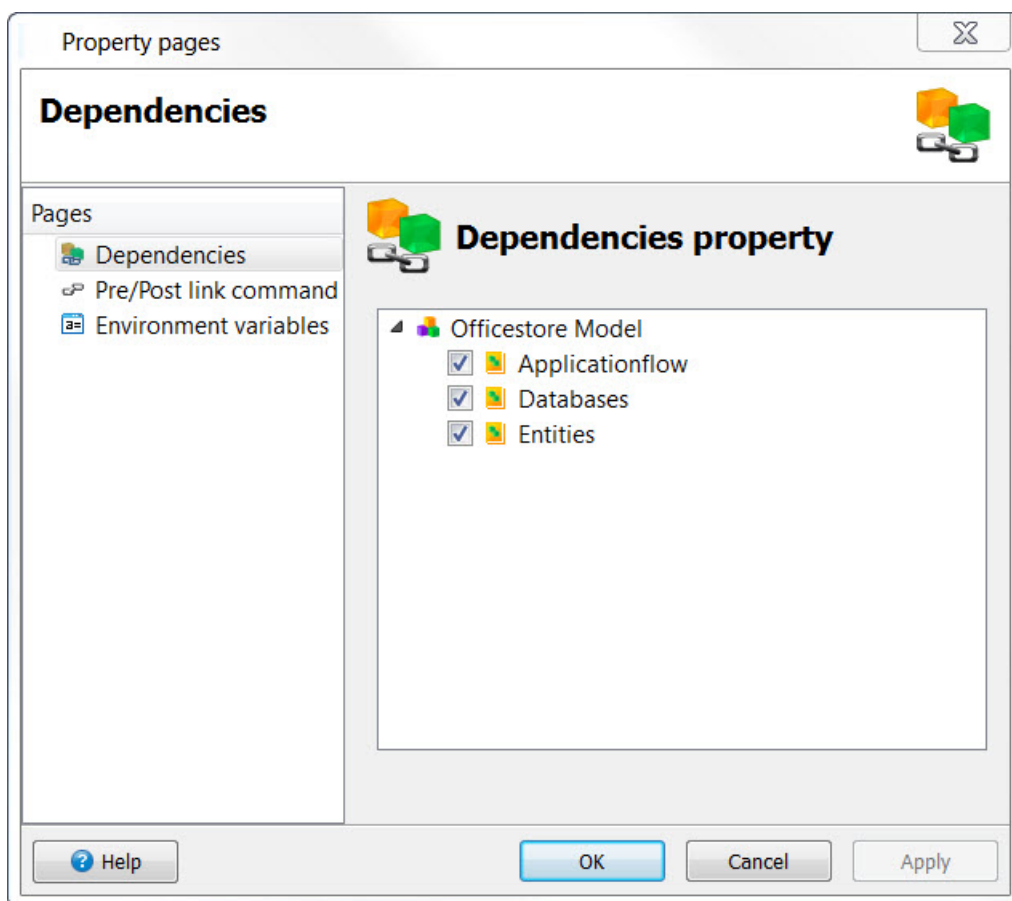 Property pages
Dependencies
Pages
Dependencies
Pre/Post link command
Environment variables
Dependencies property
Officestore Model
Applicationflow
Databases
Entities
Help
OK
Cancel
Apply